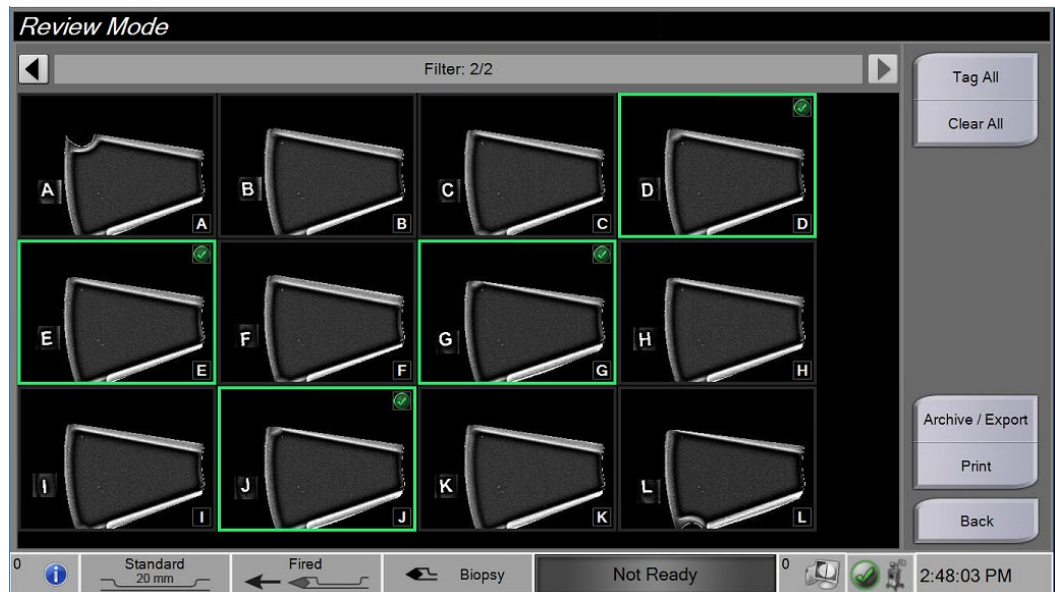 Review Mode
Filter: 2/2
Tag All
Clear All
A A
B B
C C
D D
E E
F F
G G
H H
I I
J J
K K
L L
Archive / Export
Print
Back
0
Standard
20 mm
Fired
Biopsy
Not Ready
0
2:48:03 PM